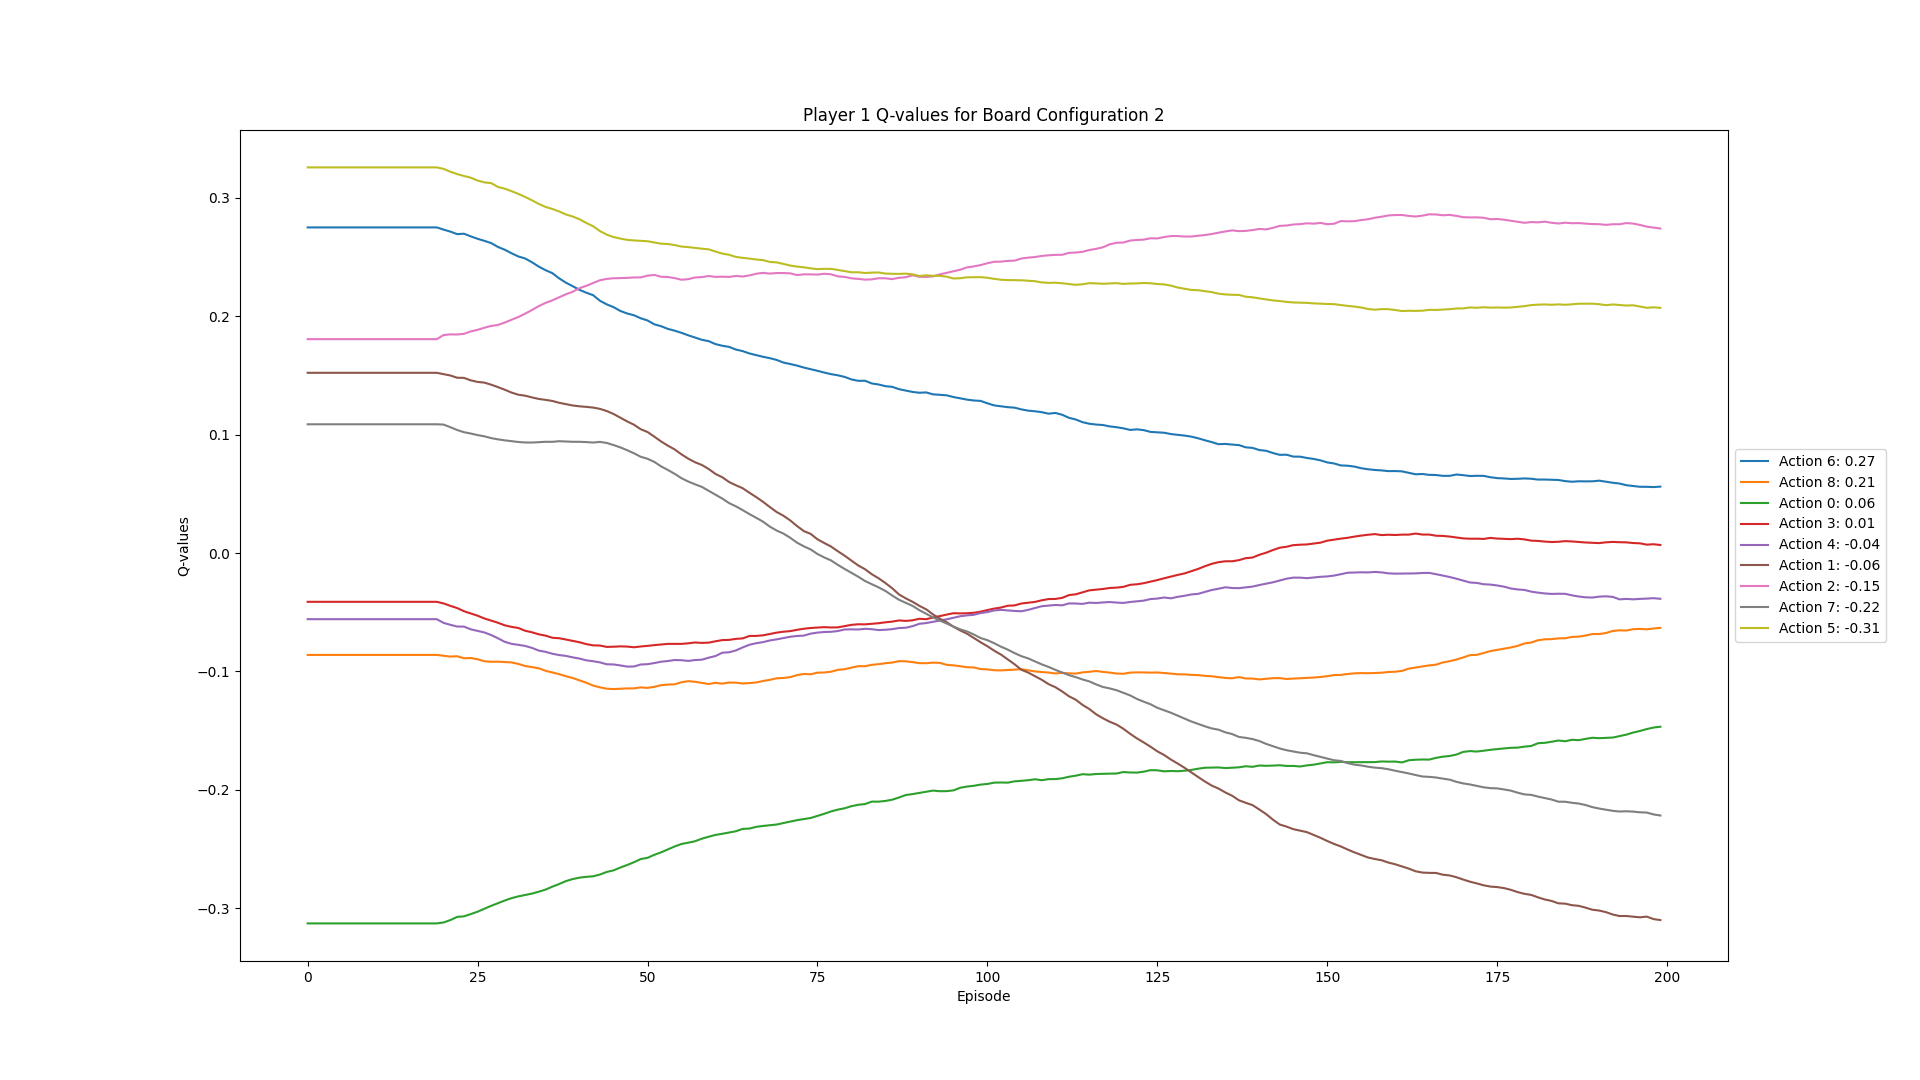 Player 1 Q-values for Board Configuration 2
0.3
0.2
0.1
0.0
−0.1
−0.2
−0.3
Q-values
0
25
50
75
100
125
150
175
200
Episode
Action 6: 0.27
Action 8: 0.21
Action 0: 0.06
Action 3: 0.01
Action 4: -0.04
Action 1: -0.06
Action 2: -0.15
Action 7: -0.22
Action 5: -0.31